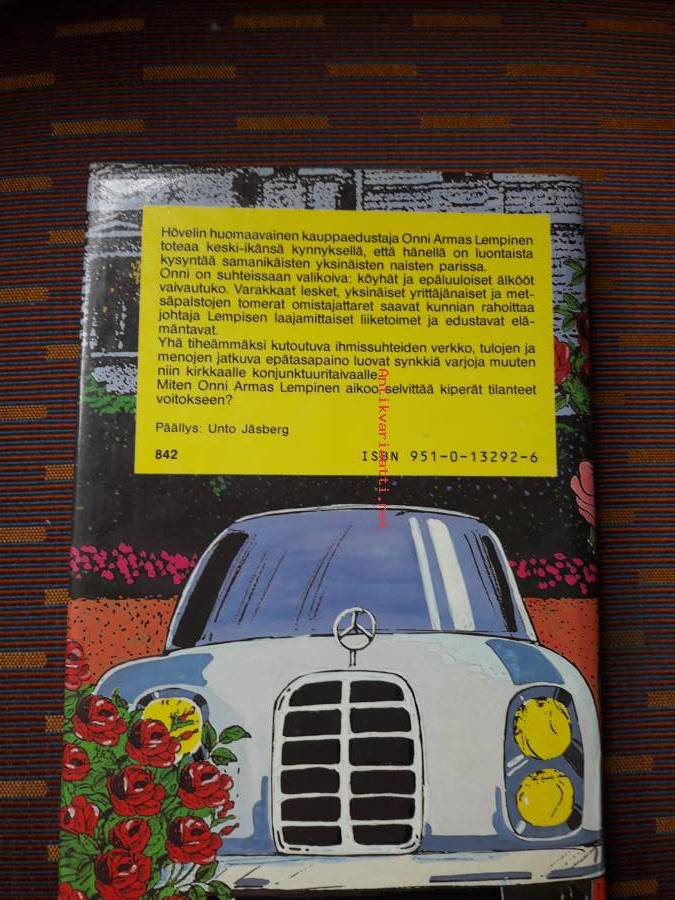 Hövelin huomaavainen kauppaedustaja Onni Armas Lempinen
toteaa keski-ikänsä kynnyksellä, että hänellä on luontaista
kysyntää samanikäisten yksinäisten naisten parissa.
Onni on suhteissaan valikoiva: köyhät ja epäluuloiset älkööt
vaivautuko. Varakkaat lesket, yksinäiset yrittäjänaiset ja met-
säpalstojen tomerat omistajattaret saavat kunnian rahoittaa
johtaja Lempisen laajamittaiset liiketoimet ja edustavat elä-
mäntavat.
Yhä tiheämmäksi kutoutuva ihmissuhteiden verkko, tulojen ja
menojen jatkuva epätasapaino luovat synkkiä varjoja muuten
niin kirkkaalle konjunktuuritaivaalle.
Miten Onni Armas Lempinen aikoo selvittää kiperät tilanteet
voitokseen?
Päällys: Unto Jäsberg
842 ISBN 951-0-13292-6
Antikvarimatti.net